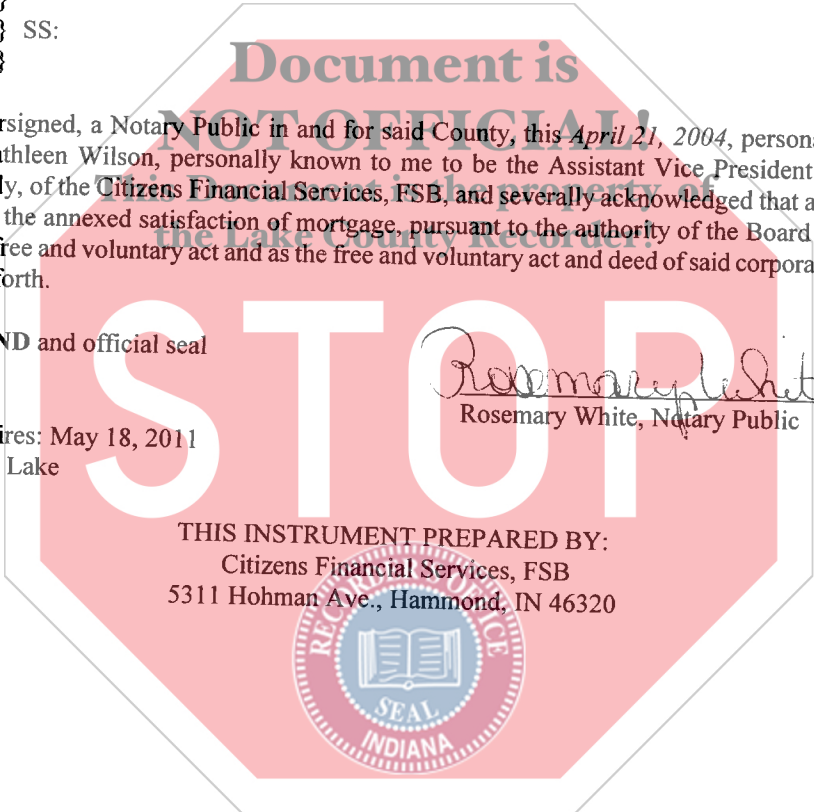 } SS:
}
Document is
NOT OFFICIAL!
This Document is the property of
the Lake County Recorder!
rsigned, a Notary Public in and for said County, this April 21, 2004, persona
thleen Wilson, personally known to me to be the Assistant Vice President
ly, of the Citizens Financial Services, FSB, and severally acknowledged that a
the annexed satisfaction of mortgage, pursuant to the authority of the Board
free and voluntary act and as the free and voluntary act and deed of said corpora
forth.
ND and official seal
Rosemary Whit
Rosemary White, Notary Public
ires: May 18, 2011
Lake
STOP
THIS INSTRUMENT PREPARED BY:
Citizens Financial Services, FSB
5311 Hohman Ave., Hammond, IN 46320
RECORDER'S OFFICE
SEAL
INDIANA